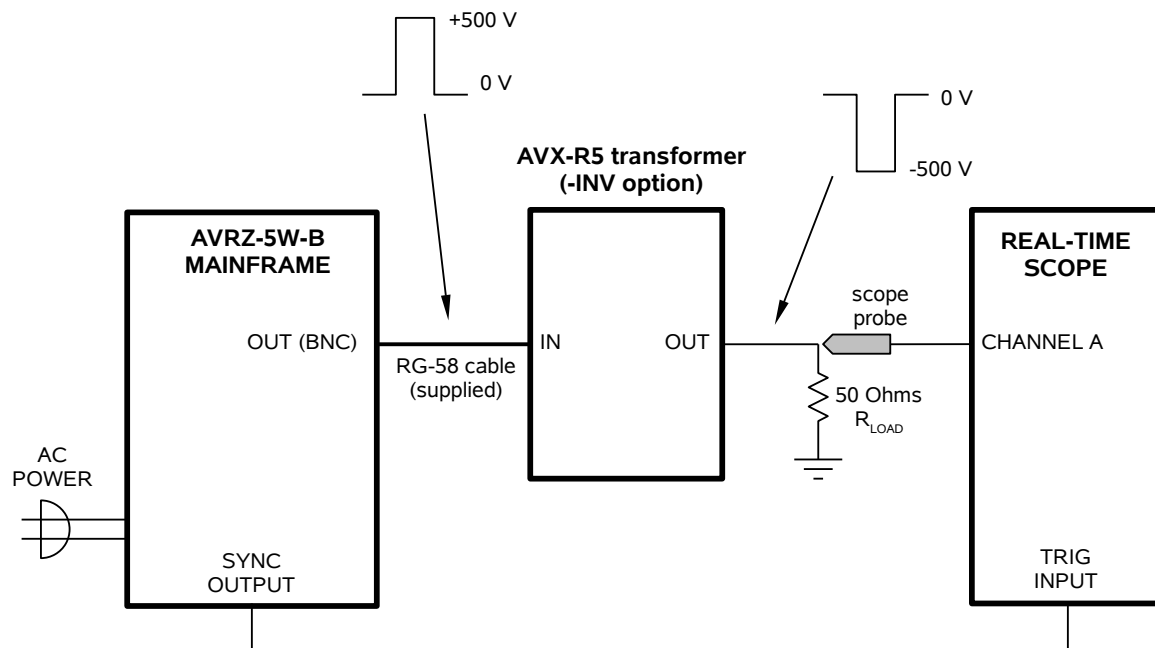 +500 V
0 V
0 V
-500 V
AVX-R5 transformer
(-INV option)
AVRZ-5W-B
MAINFRAME
REAL-TIME
SCOPE
scope
probe
OUT (BNC)
IN
OUT
CHANNEL A
RG-58 cable
(supplied)
50 Ohms
RLOAD
AC
POWER
SYNC
OUTPUT
TRIG
INPUT